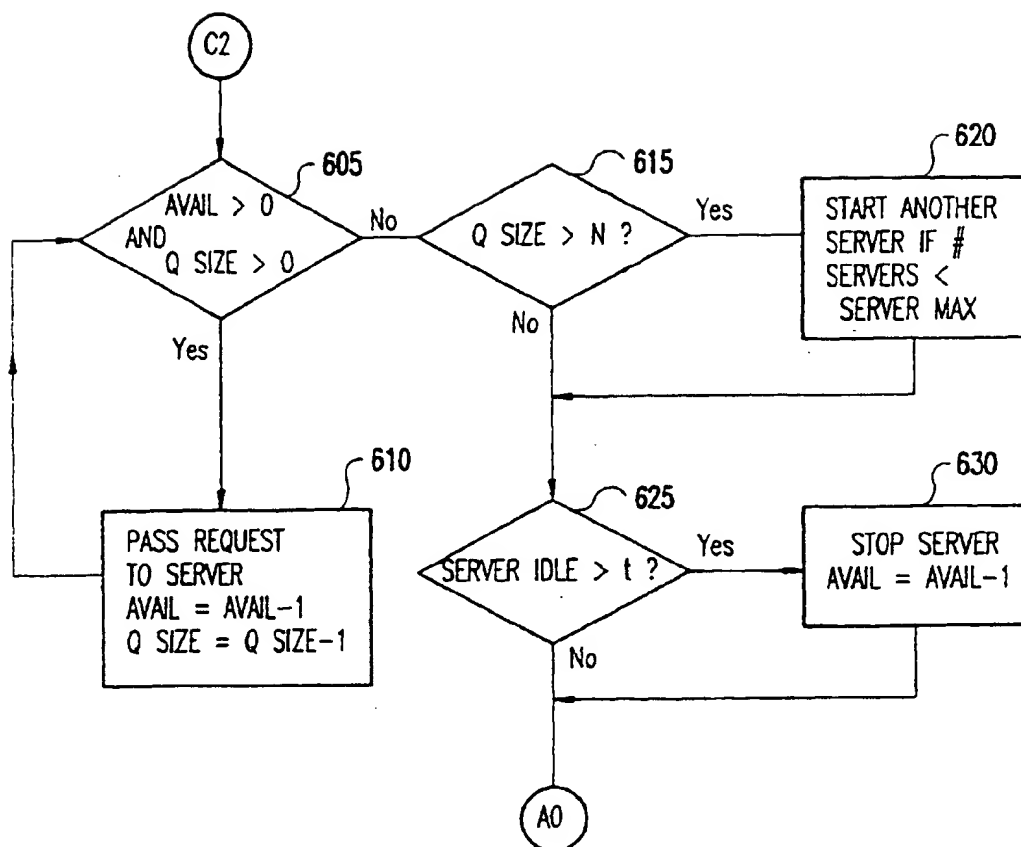 C2
605
AVAIL > 0
AND
Q SIZE > 0
No
Yes
610
PASS REQUEST
TO SERVER
AVAIL = AVAIL-1
Q SIZE = Q SIZE-1
615
Q SIZE > N ?
Yes
No
620
START ANOTHER
SERVER IF #
SERVERS <
SERVER MAX
625
SERVER IDLE > t ?
Yes
No
630
STOP SERVER
AVAIL = AVAIL-1
A0